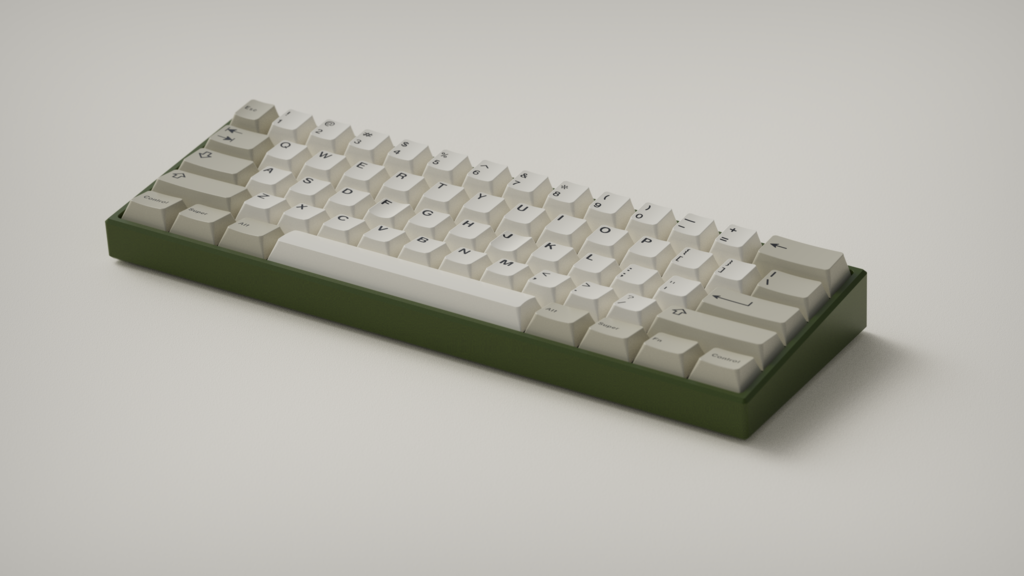 Esc ! 1 @ 2 # 3 $ 4 % 5 ^ 6 & 7 * 8 ( 9 ) 0 _ - + =
Q W E R T Y U I O P { [ } ] | \
A S D F G H J K L : ; " '
Z X C V B N M < , > . ? /
Control Super Alt Alt Super Fn Control